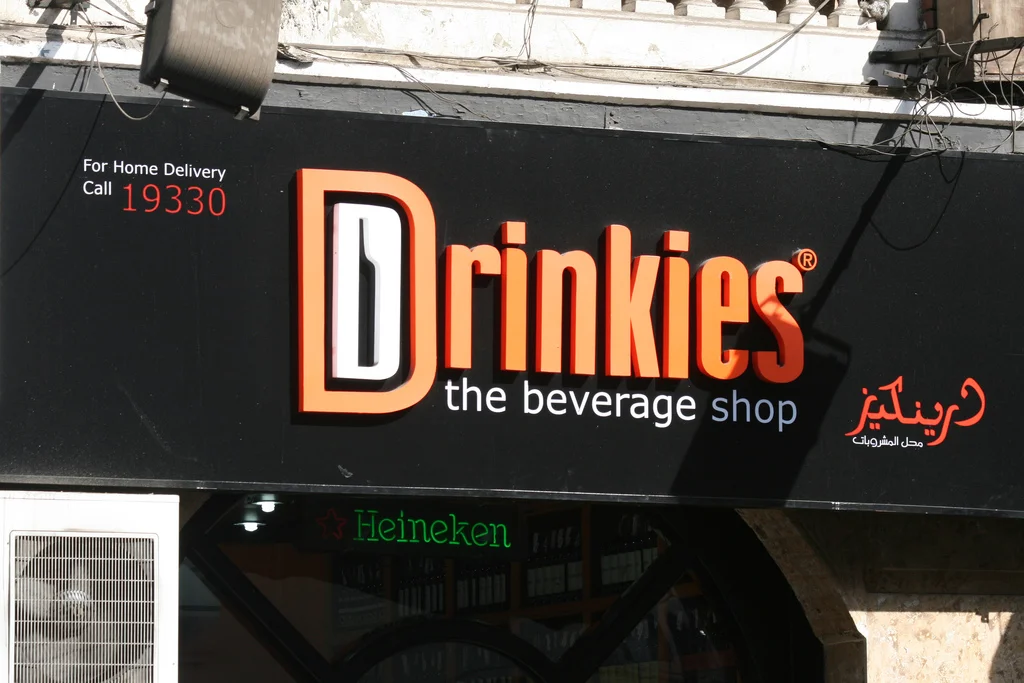 For Home Delivery
Call 19330
Drinkies®
the beverage shop
درينكيز
محل المشروبات
Heineken